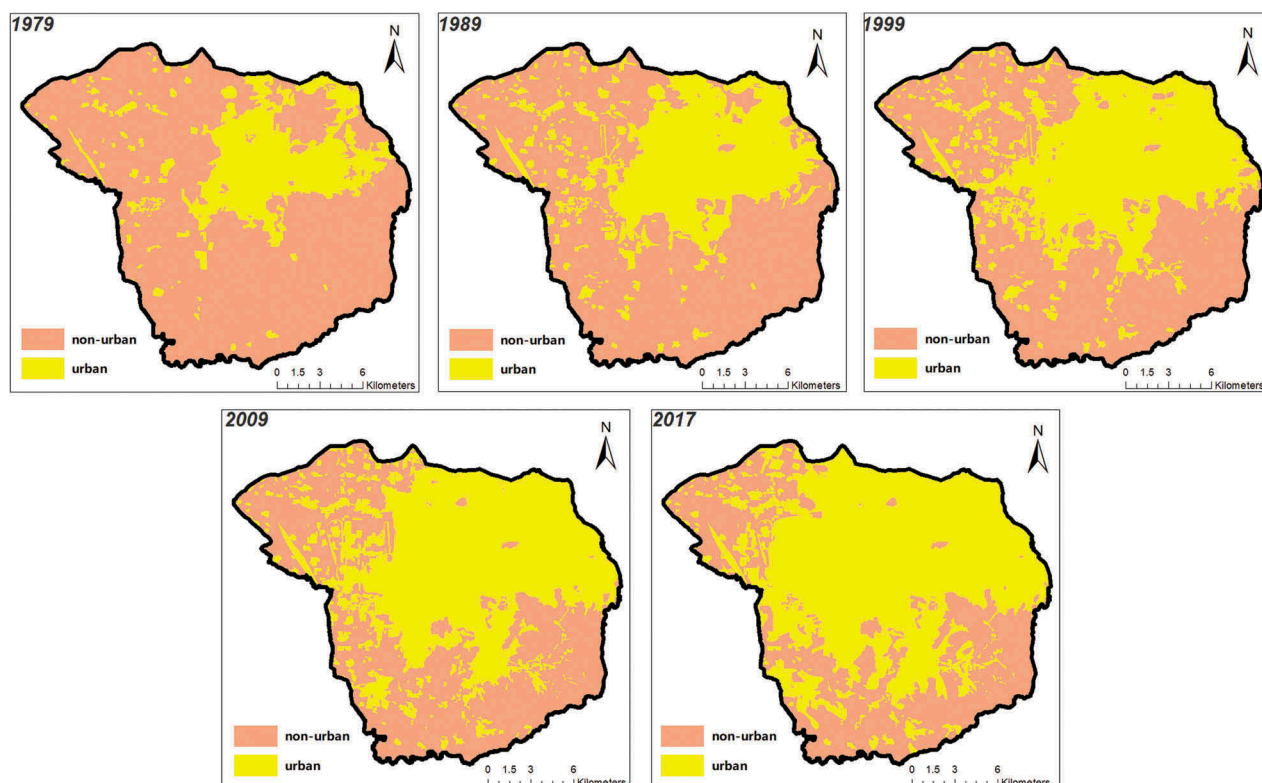 1979
N
non-urban
urban
0 1.5 3 6
Kilometers
1989
N
non-urban
urban
0 1.5 3 6
Kilometers
1999
N
non-urban
urban
0 1.5 3 6
Kilometers
2009
N
non-urban
urban
0 1.5 3 6
Kilometers
2017
N
non-urban
urban
0 1.5 3 6
Kilometers